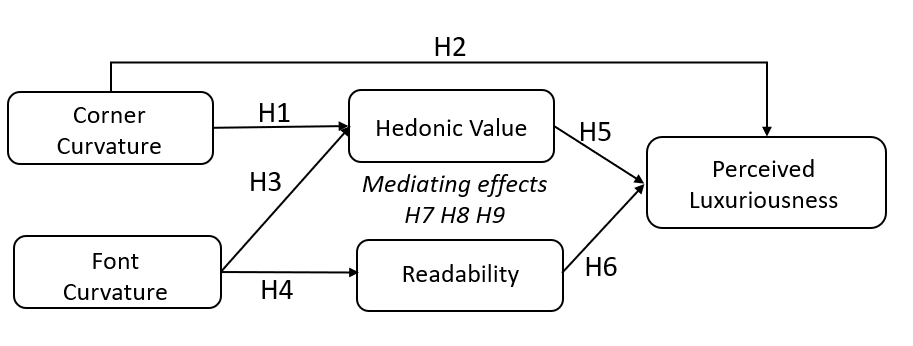 H2
Corner
Curvature
H1
Hedonic Value
H5
Perceived
Luxuriousness
H3
Mediating effects
H7 H8 H9
Font
Curvature
H4
Readability
H6